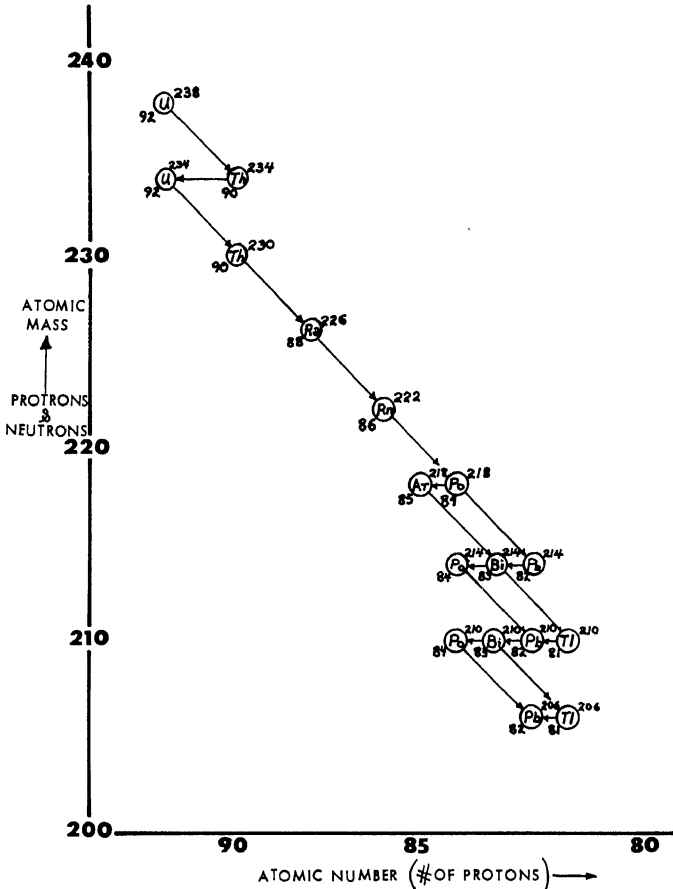 240
U 238
92
U 234
92
Th 234
90
230
Th 230
90
ATOMIC
MASS
Ra 226
88
PROTRONS
&
NEUTRONS
Rn 222
86
220
Ar 218
85
Po 218
84
Po 214
84
Bi 214
83
Pb 214
82
210
Po 210
84
Bi 210
83
Pb 210
82
Tl 210
81
Pb 206
82
Tl 206
81
200
90
85
80
ATOMIC NUMBER (# OF PROTONS)